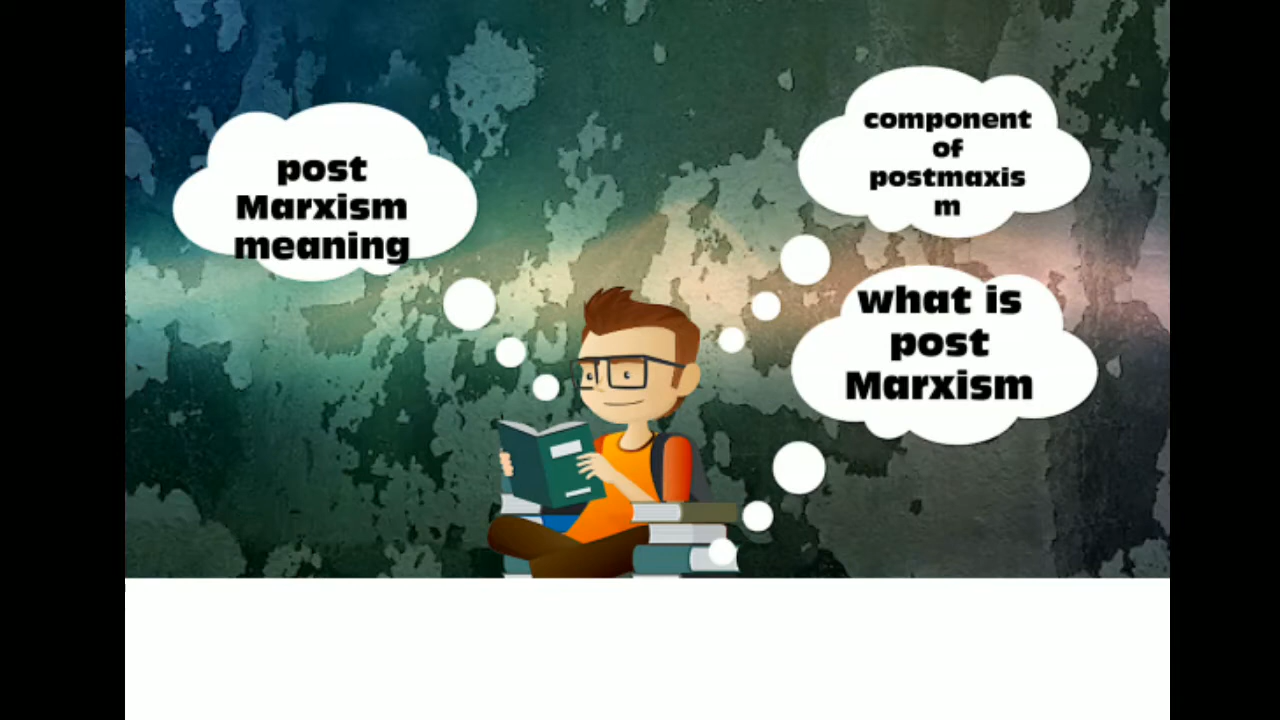 post
Marxism
meaning
component
of
postmaxis
m
what is
post
Marxism